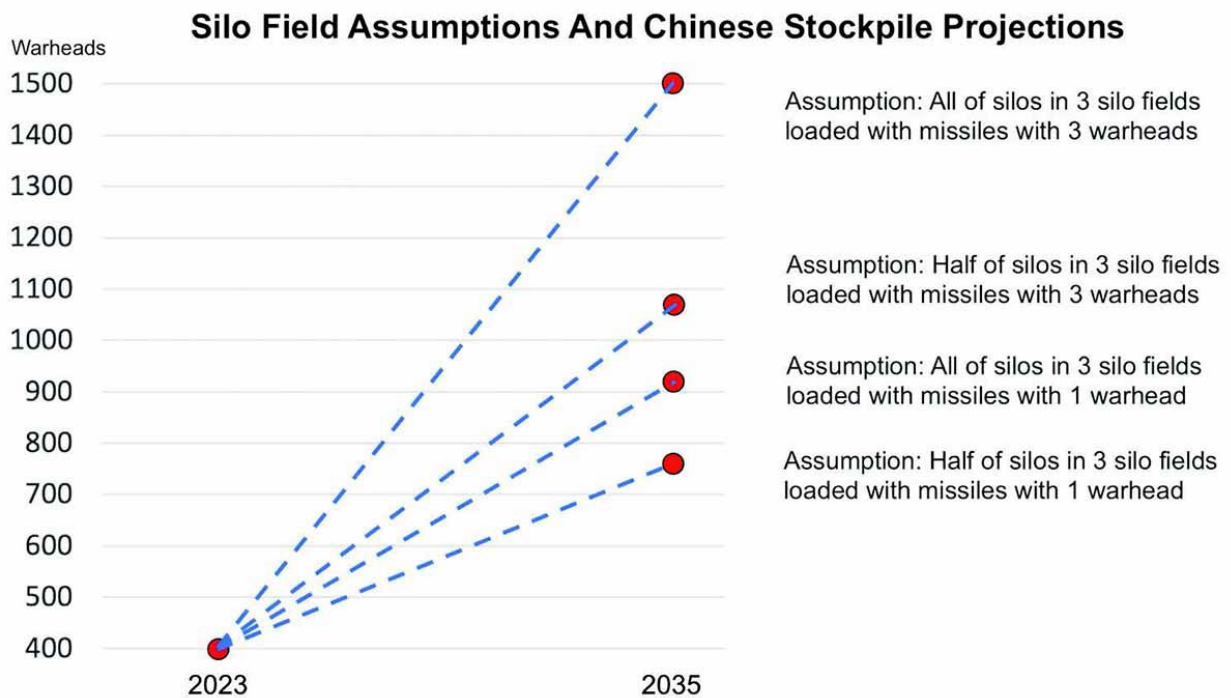 Silo Field Assumptions And Chinese Stockpile Projections
Warheads
1500
1400
1300
1200
1100
1000
900
800
700
600
500
400
2023
2035
Assumption: All of silos in 3 silo fields
loaded with missiles with 3 warheads
Assumption: Half of silos in 3 silo fields
loaded with missiles with 3 warheads
Assumption: All of silos in 3 silo fields
loaded with missiles with 1 warhead
Assumption: Half of silos in 3 silo fields
loaded with missiles with 1 warhead